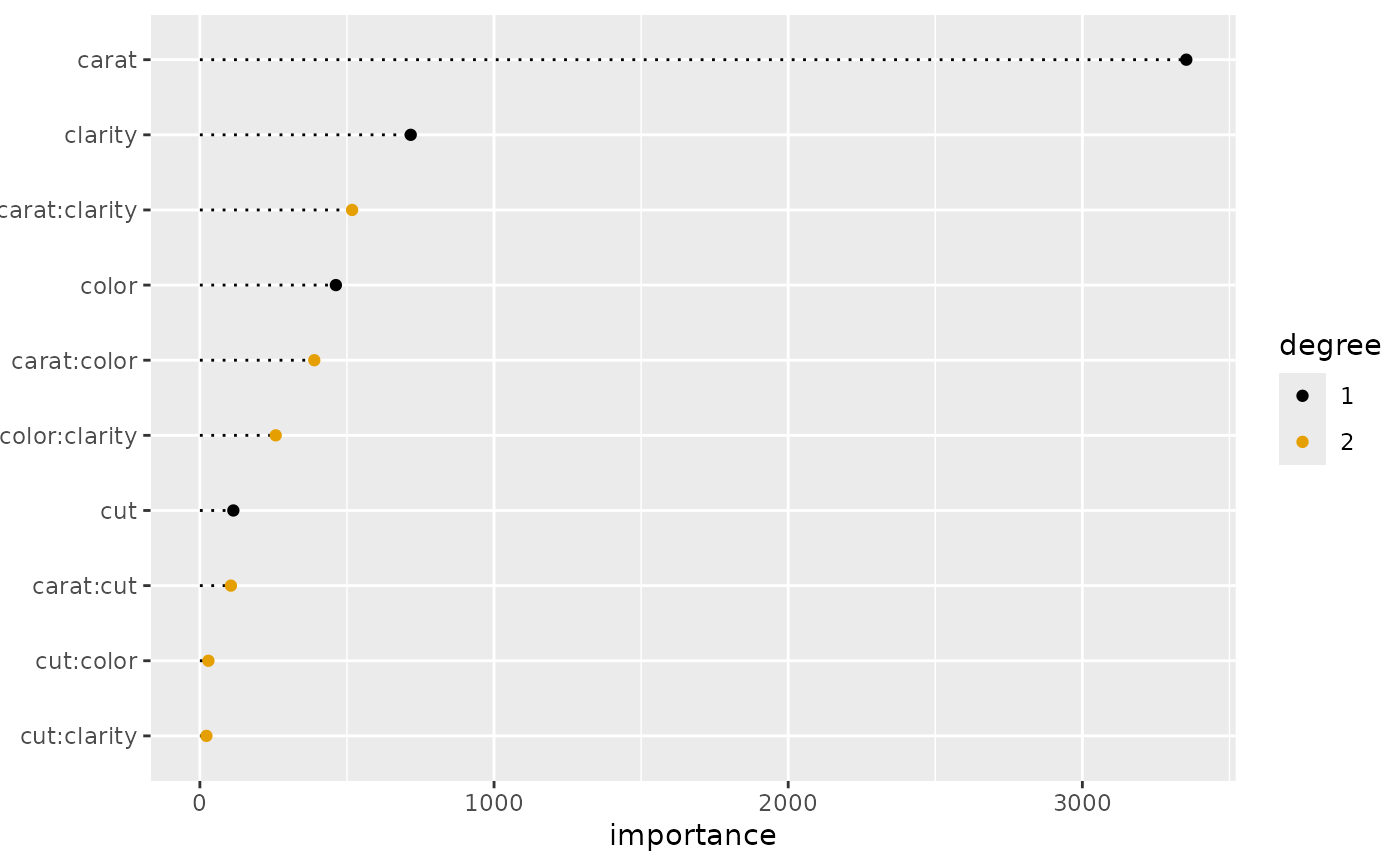 carat
clarity
carat:clarity
color
carat:color
color:clarity
cut
carat:cut
cut:color
cut:clarity
0 1000 2000 3000
importance
degree
1
2